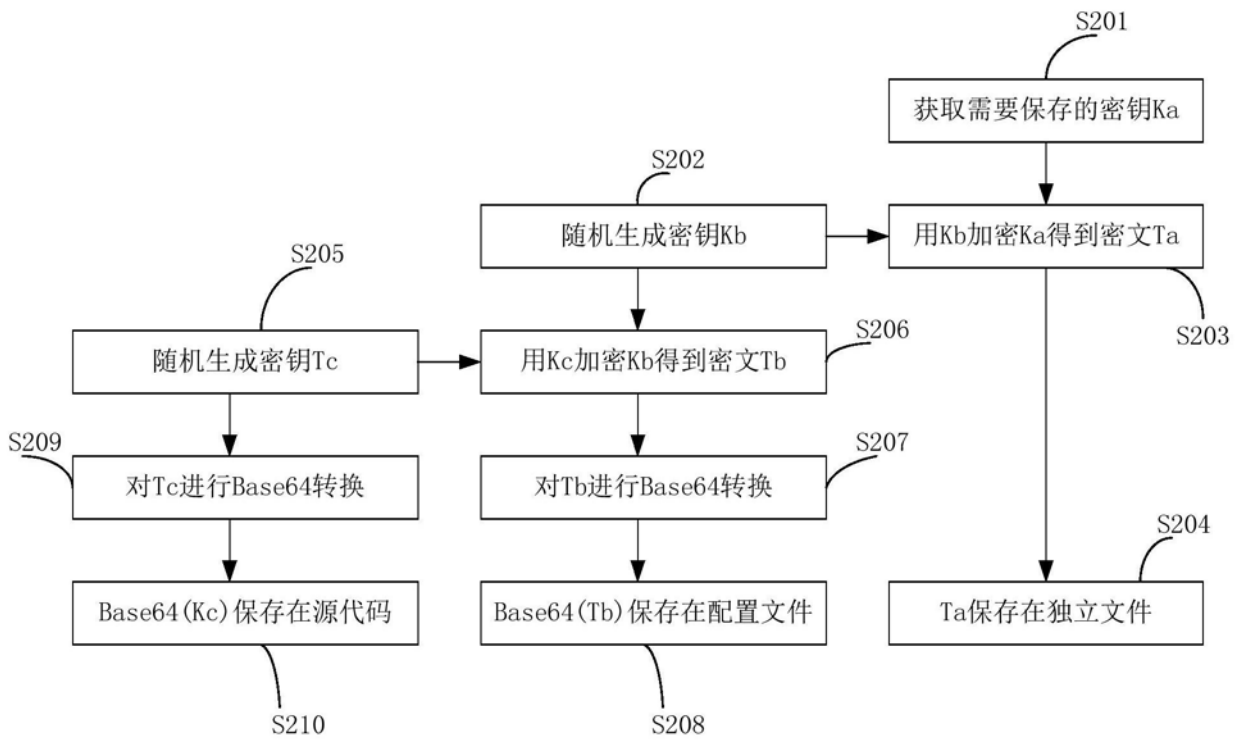 S201
获取需要保存的密钥Ka
S202
随机生成密钥Kb
用Kb加密Ka得到密文Ta
S205
S203
S206
随机生成密钥Tc
用Kc加密Kb得到密文Tb
S209
S207
对Tc进行Base64转换
对Tb进行Base64转换
S204
Base64(Kc)保存在源代码
Base64(Tb)保存在配置文件
Ta保存在独立文件
S210
S208